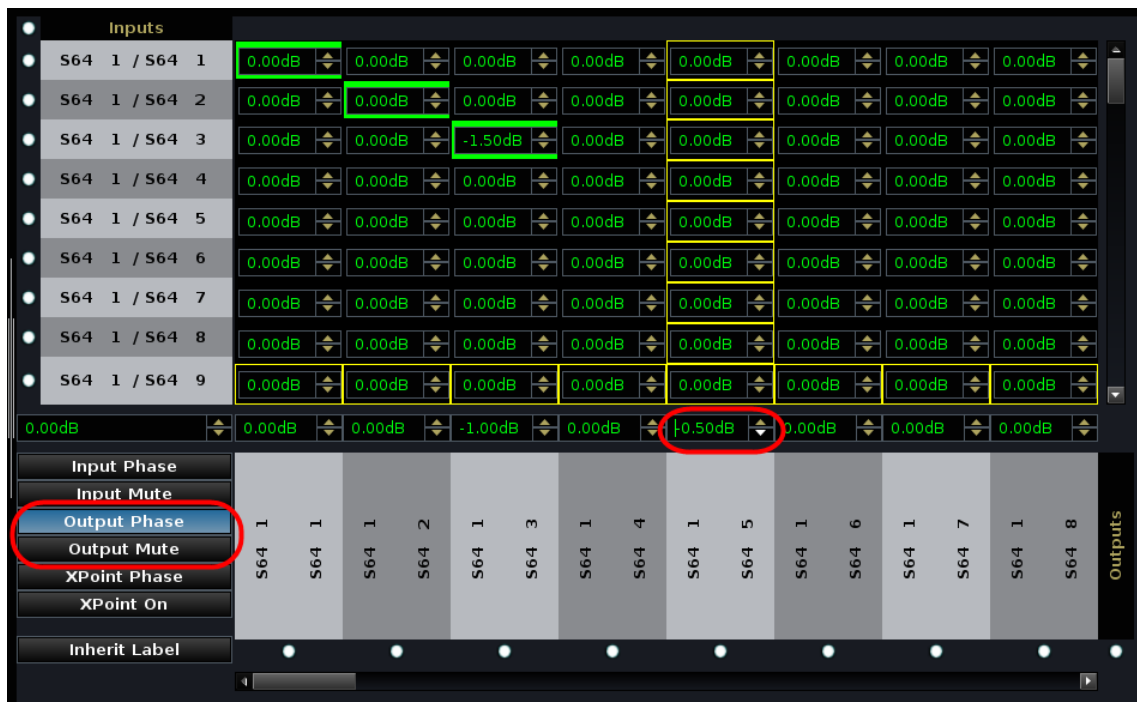 Inputs
S64 1 / S64 1 0.00dB 0.00dB 0.00dB 0.00dB 0.00dB 0.00dB 0.00dB 0.00dB
S64 1 / S64 2 0.00dB 0.00dB 0.00dB 0.00dB 0.00dB 0.00dB 0.00dB 0.00dB
S64 1 / S64 3 0.00dB 0.00dB -1.50dB 0.00dB 0.00dB 0.00dB 0.00dB 0.00dB
S64 1 / S64 4 0.00dB 0.00dB 0.00dB 0.00dB 0.00dB 0.00dB 0.00dB 0.00dB
S64 1 / S64 5 0.00dB 0.00dB 0.00dB 0.00dB 0.00dB 0.00dB 0.00dB 0.00dB
S64 1 / S64 6 0.00dB 0.00dB 0.00dB 0.00dB 0.00dB 0.00dB 0.00dB 0.00dB
S64 1 / S64 7 0.00dB 0.00dB 0.00dB 0.00dB 0.00dB 0.00dB 0.00dB 0.00dB
S64 1 / S64 8 0.00dB 0.00dB 0.00dB 0.00dB 0.00dB 0.00dB 0.00dB 0.00dB
S64 1 / S64 9 0.00dB 0.00dB 0.00dB 0.00dB 0.00dB 0.00dB 0.00dB 0.00dB
0.00dB 0.00dB 0.00dB -1.00dB 0.00dB -0.50dB 0.00dB 0.00dB 0.00dB
Input Phase
Input Mute
Output Phase
Output Mute
XPoint Phase
XPoint On
Inherit Label
S64 1
S64 1
S64 1
S64 2
S64 1
S64 3
S64 1
S64 4
S64 1
S64 5
S64 1
S64 6
S64 1
S64 7
S64 1
S64 8
Outputs